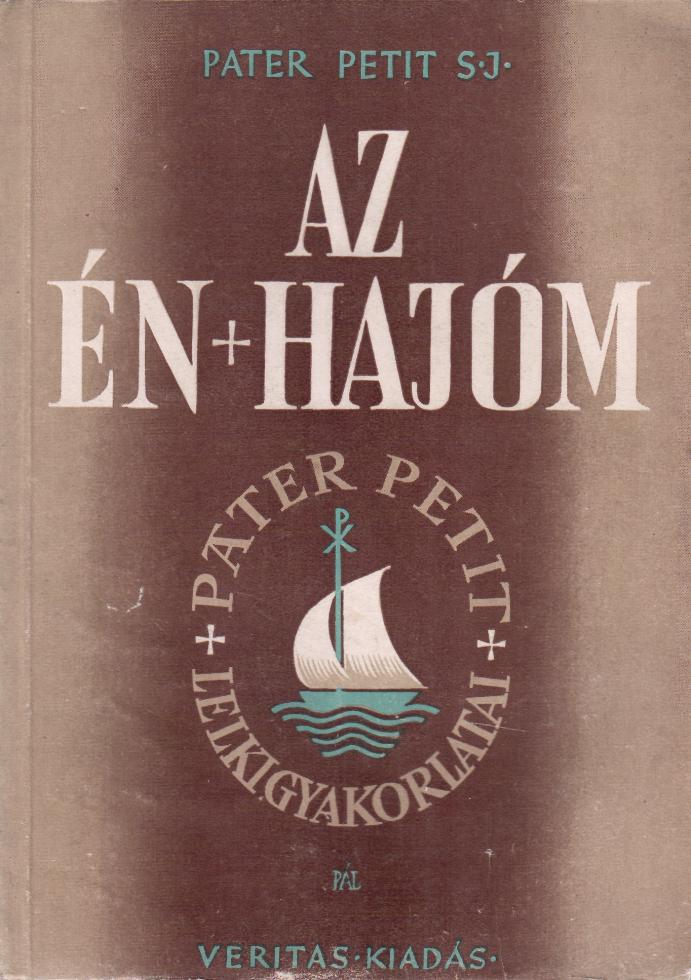 PATER PETIT S·J·
AZ
ÉN+HAJÓM
PATER PETIT
+ LELKIGYAKORLATAI +
PÁL
VERITAS·KIADÁS·